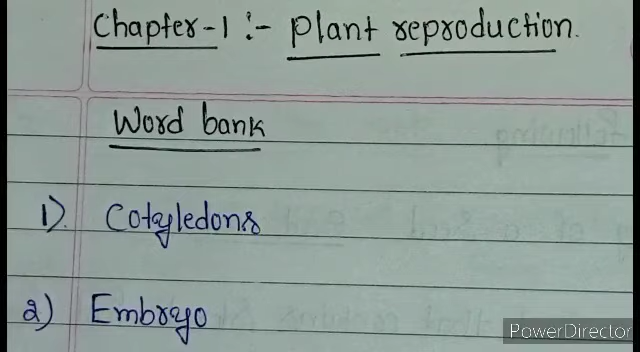 Chapter-1 :- Plant reproduction.
Word bank
1). Cotyledons
2) Embryo
PowerDirector